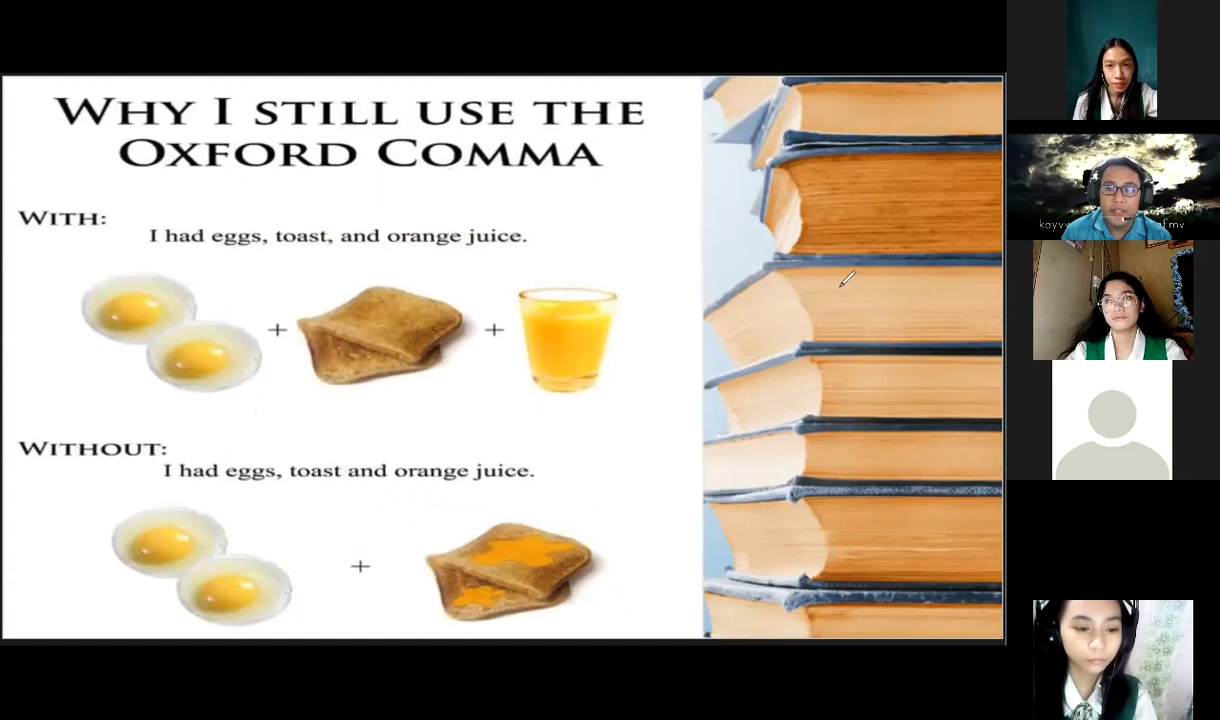 WHY I STILL USE THE
OXFORD COMMA
WITH:
I had eggs, toast, and orange juice.
+
+
WITHOUT:
I had eggs, toast and orange juice.
+